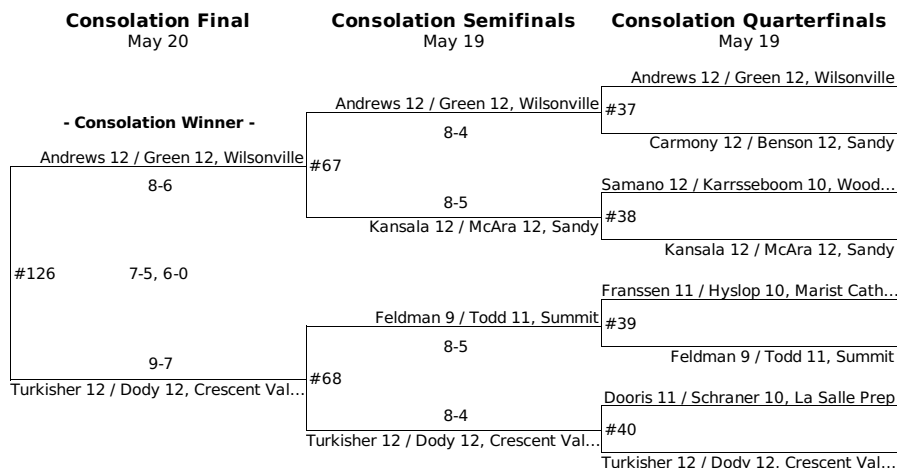 Consolation Final
May 20
Consolation Semifinals
May 19
Consolation Quarterfinals
May 19
- Consolation Winner -
Andrews 12 / Green 12, Wilsonville
8-6
#126
7-5, 6-0
9-7
Turkisher 12 / Dody 12, Crescent Val...
Andrews 12 / Green 12, Wilsonville
8-4
#67
8-5
Kansala 12 / McAra 12, Sandy
Feldman 9 / Todd 11, Summit
8-5
#68
8-4
Turkisher 12 / Dody 12, Crescent Val...
Andrews 12 / Green 12, Wilsonville
#37
Carmony 12 / Benson 12, Sandy
Samano 12 / Karrsseboom 10, Wood...
#38
Kansala 12 / McAra 12, Sandy
Franssen 11 / Hyslop 10, Marist Cath...
#39
Feldman 9 / Todd 11, Summit
Dooris 11 / Schraner 10, La Salle Prep
#40
Turkisher 12 / Dody 12, Crescent Val...